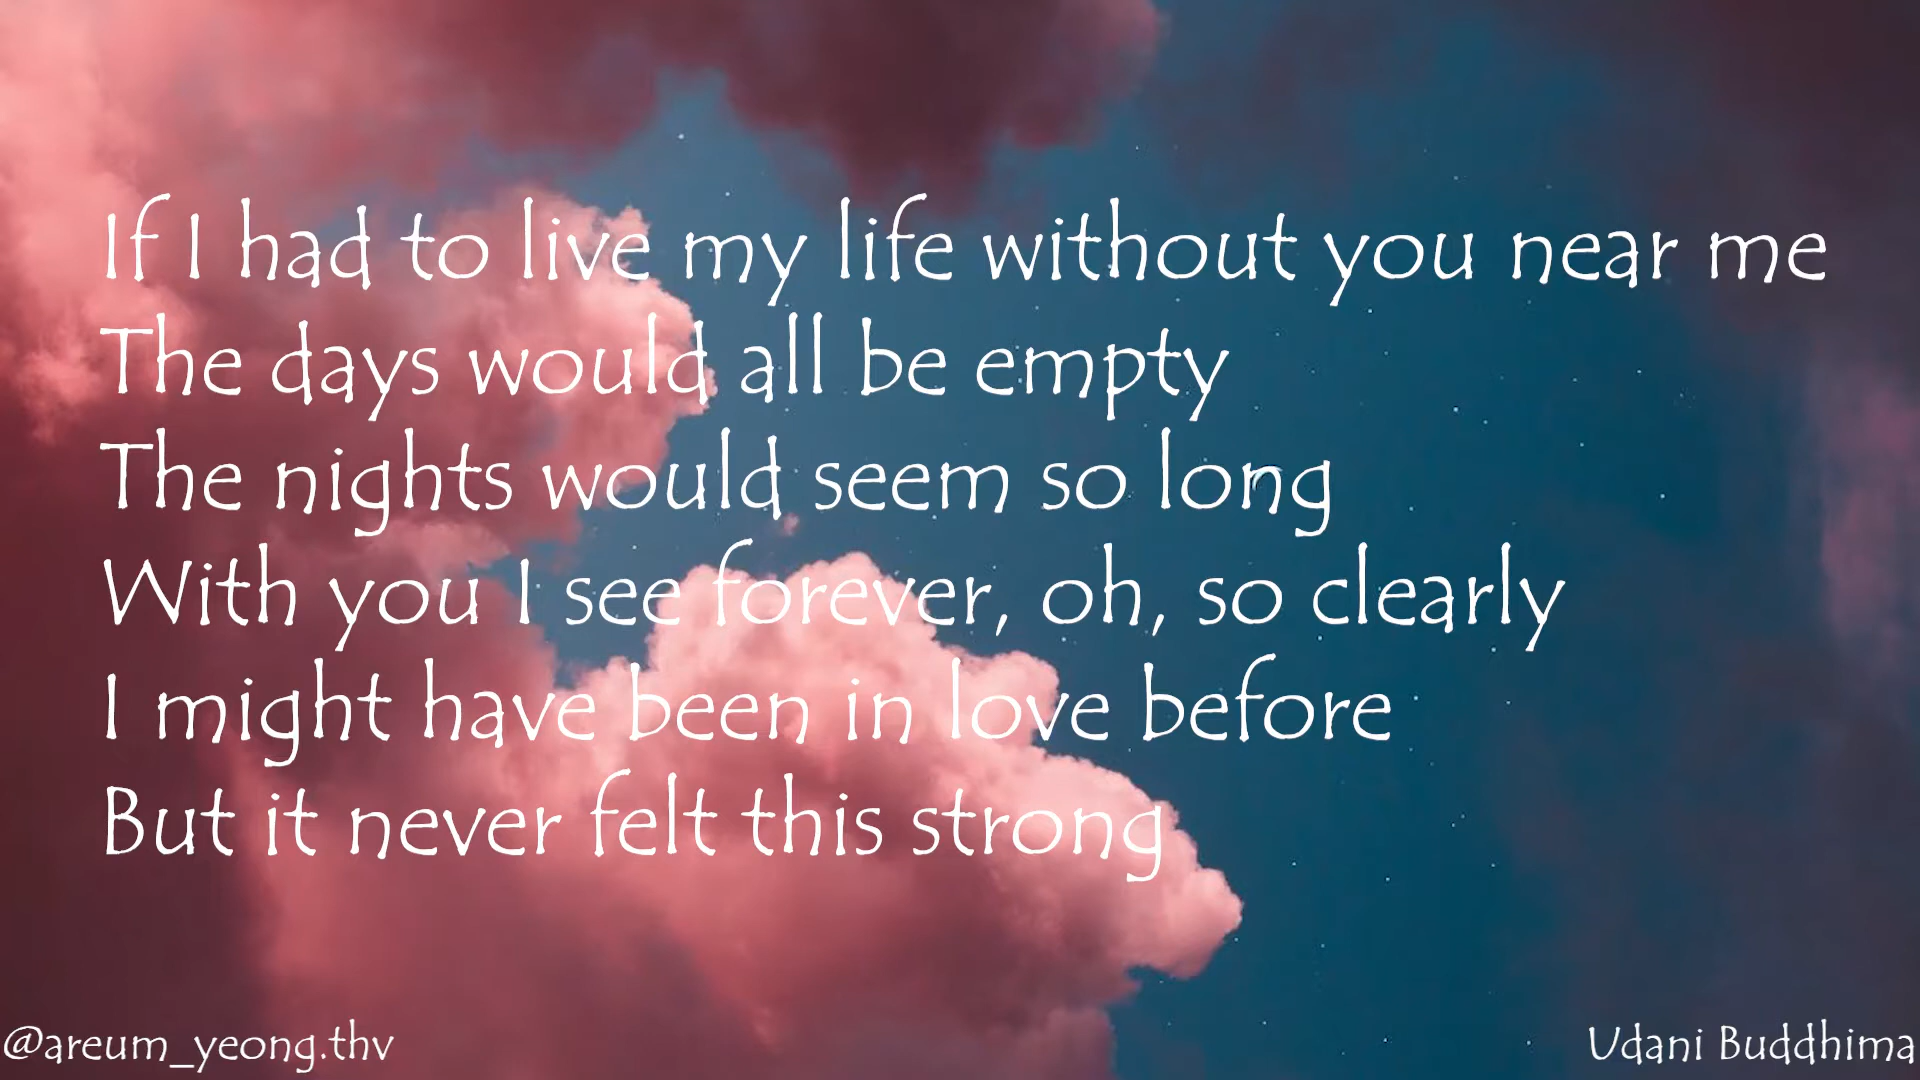 If I had to live my life without you near me
The days would all be empty
The nights would seem so long
With you I see forever, oh, so clearly
I might have been in love before
But it never felt this strong
@areum_yeong.thv
Udani Buddhima